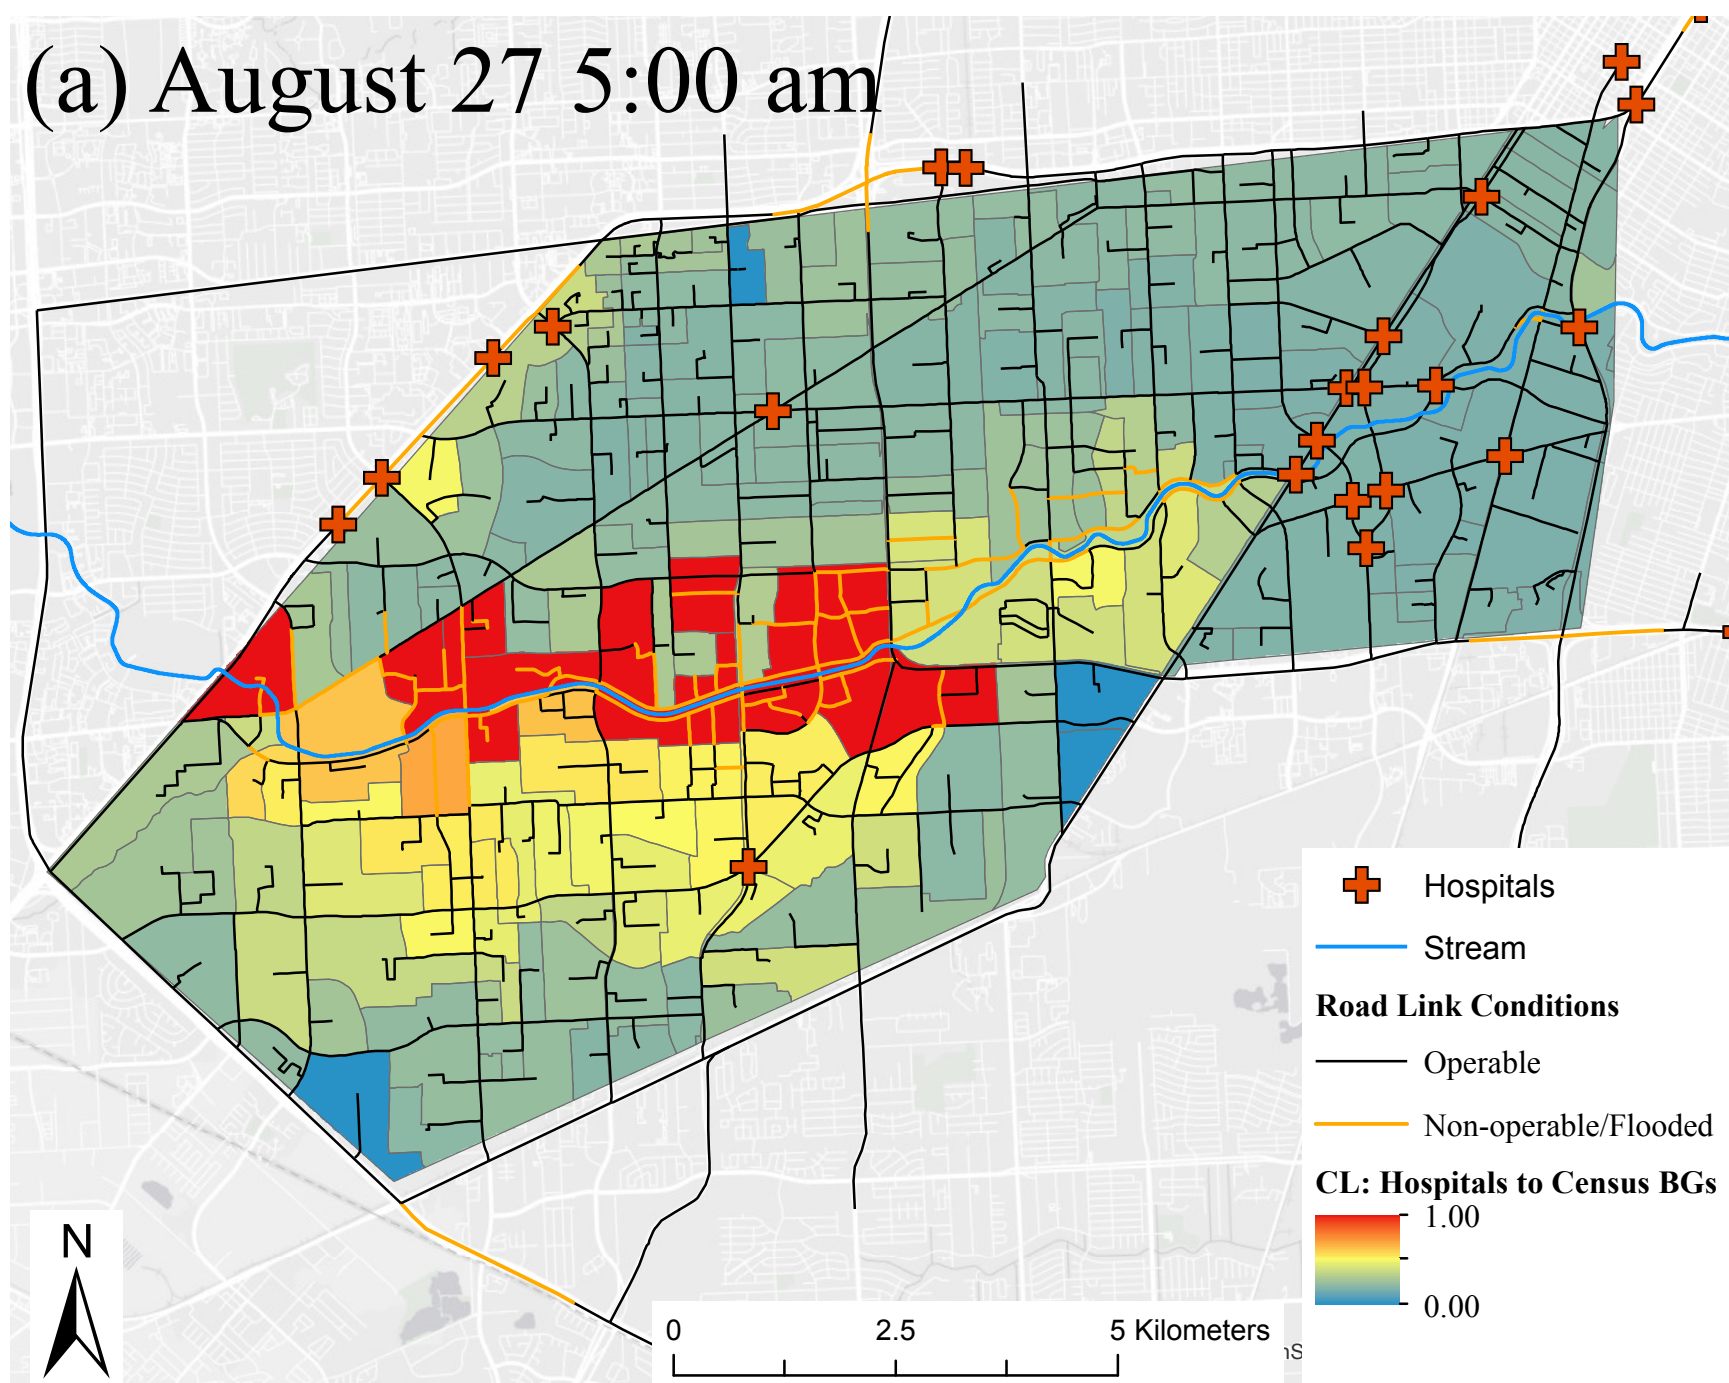 (a) August 27 5:00 am
Hospitals
Stream
Road Link Conditions
Operable
Non-operable/Flooded
CL: Hospitals to Census BGs
1.00
0.00
N
0 2.5 5 Kilometers